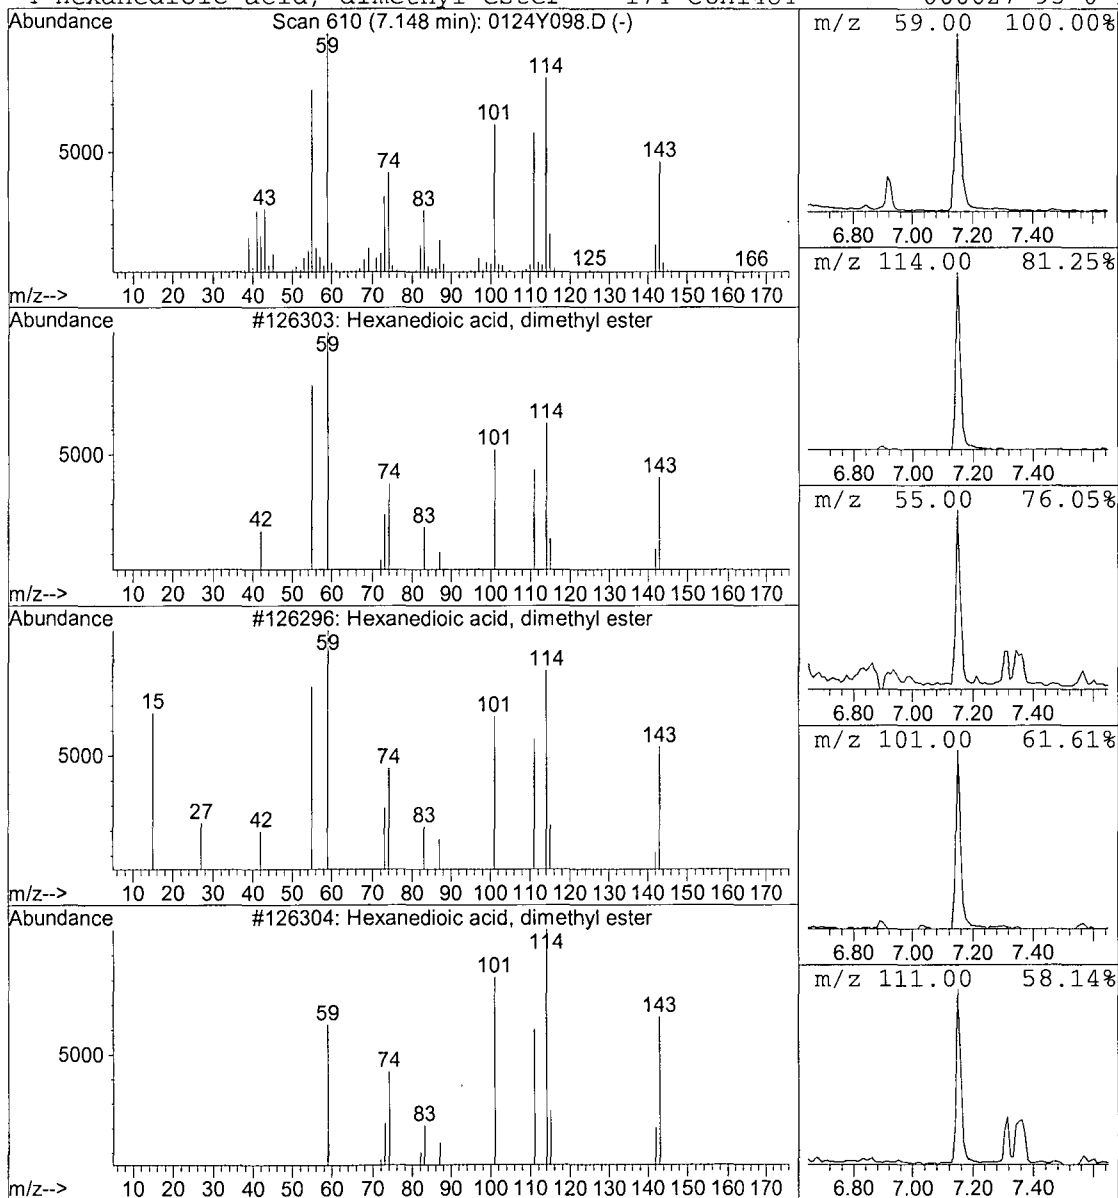 Abundance Scan 610 (7.148 min): 0124Y098.D (-)
59
114
101
5000
143
74
43
83
125 166
m/z--> 10 20 30 40 50 60 70 80 90 100 110 120 130 140 150 160 170
Abundance #126303: Hexanedioic acid, dimethyl ester
59
114
101
5000
143
74
42
83
m/z--> 10 20 30 40 50 60 70 80 90 100 110 120 130 140 150 160 170
Abundance #126296: Hexanedioic acid, dimethyl ester
59
114
15
101
143
5000
74
27
42
83
m/z--> 10 20 30 40 50 60 70 80 90 100 110 120 130 140 150 160 170
Abundance #126304: Hexanedioic acid, dimethyl ester
114
101
59
143
5000
74
83
m/z--> 10 20 30 40 50 60 70 80 90 100 110 120 130 140 150 160 170
m/z 59.00 100.00%
6.80 7.00 7.20 7.40
m/z 114.00 81.25%
6.80 7.00 7.20 7.40
m/z 55.00 76.05%
6.80 7.00 7.20 7.40
m/z 101.00 61.61%
6.80 7.00 7.20 7.40
m/z 111.00 58.14%
6.80 7.00 7.20 7.40